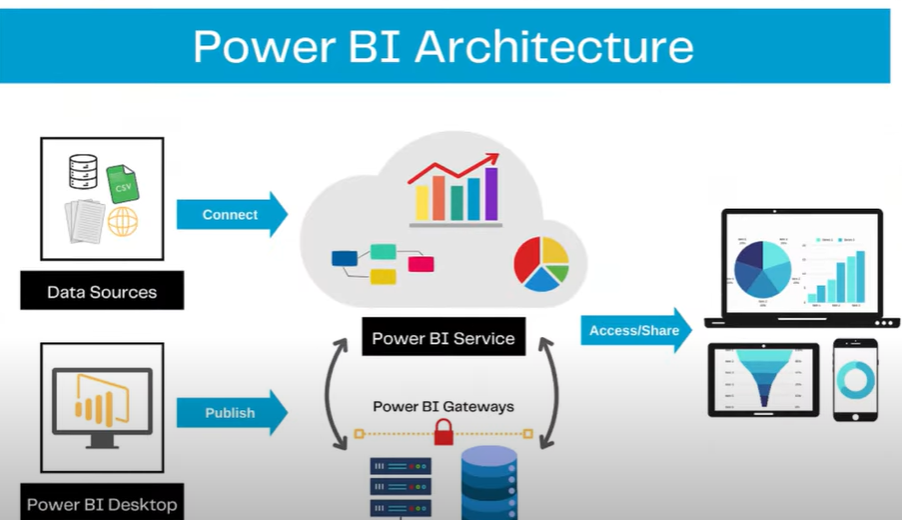 Power BI Architecture
CSV
Connect
Data Sources
Power BI Service
Access/Share
Publish
Power BI Gateways
Power BI Desktop